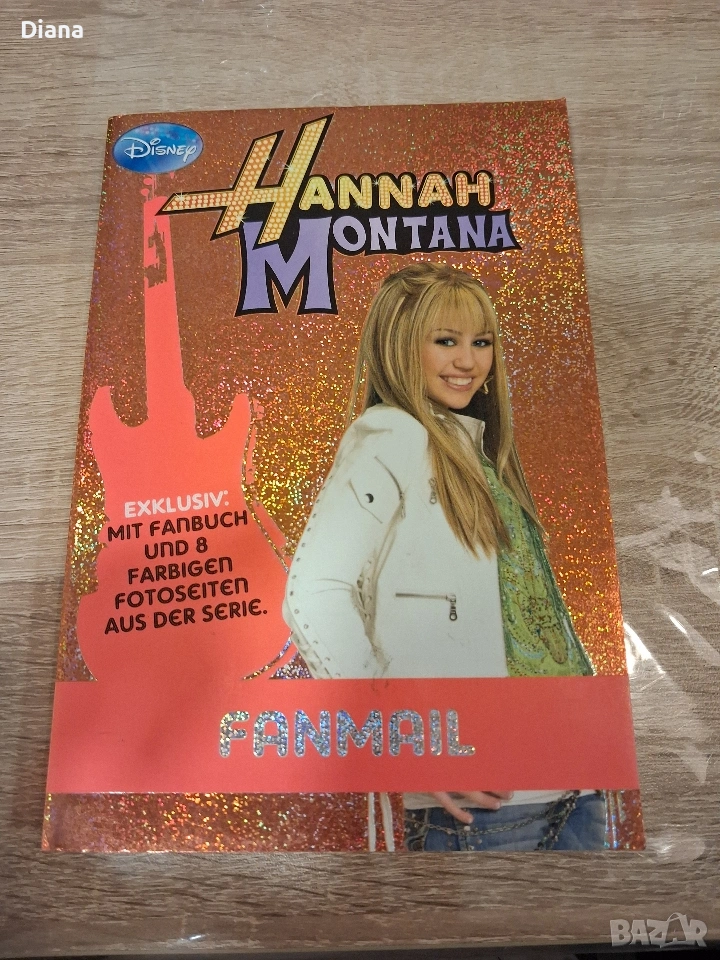 Diana
Disney
HANNAH
MONTANA
EXKLUSIV:
MIT FANBUCH
UND 8
FARBIGEN
FOTOSEITEN
AUS DER SERIE.
FANMAIL
BAZAR